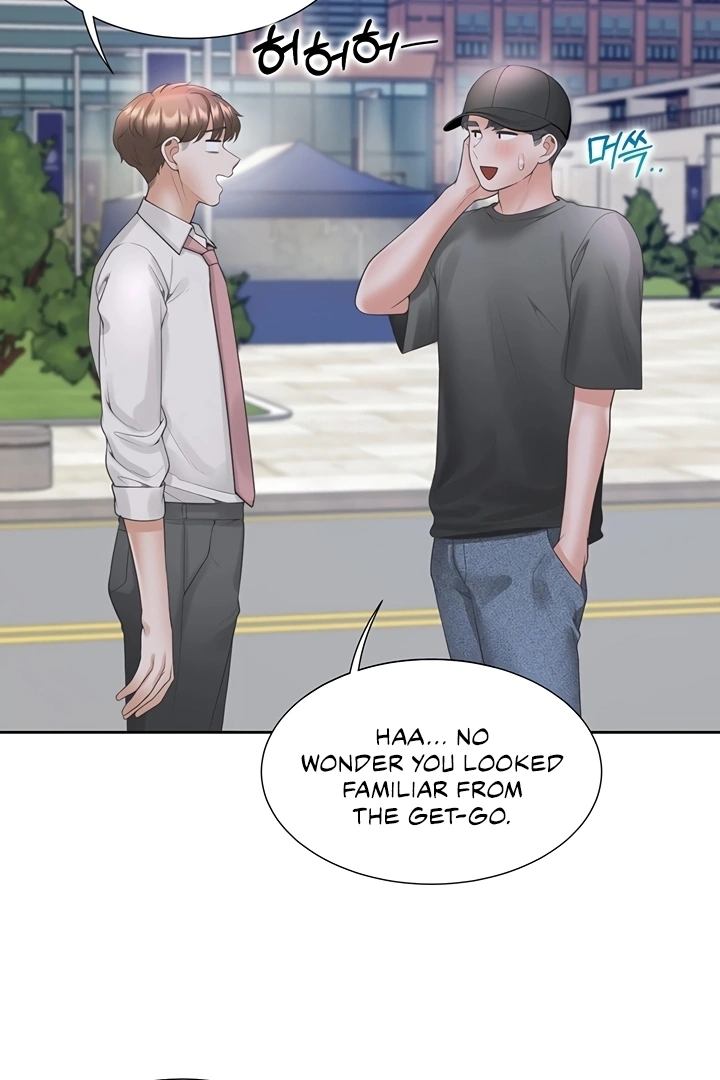 허허허—
머쓱..
HAA... NO
WONDER YOU LOOKED
FAMILIAR FROM
THE GET-GO.